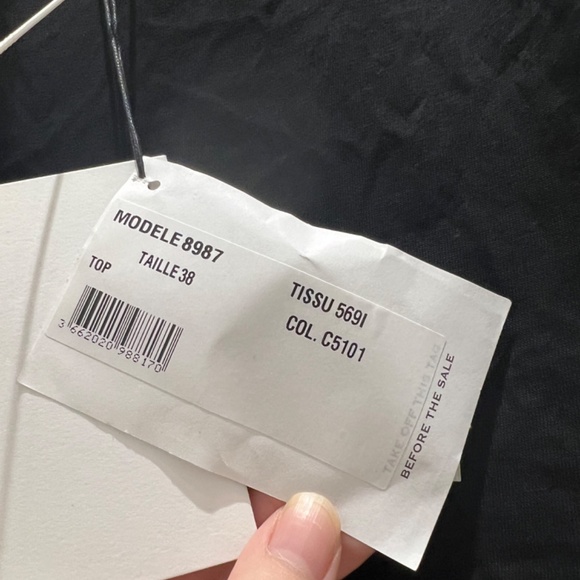 MODELE 8987
TAILLE 38
TOP
TISSU 569I
COL. C5101
3 662020 988170
TAKE OFF THIS TAG
BEFORE THE SALE